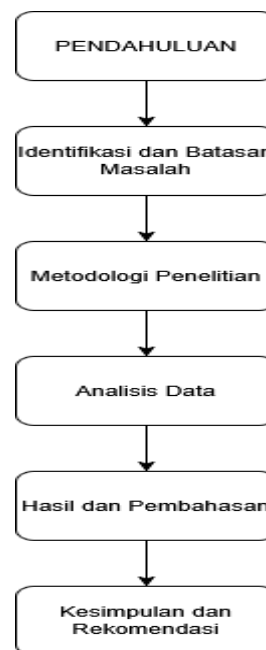 PENDAHULUAN
Identifikasi dan Batasan
Masalah
Metodologi Penelitian
Analisis Data
Hasil dan Pembahasan
Kesimpulan dan
Rekomendasi